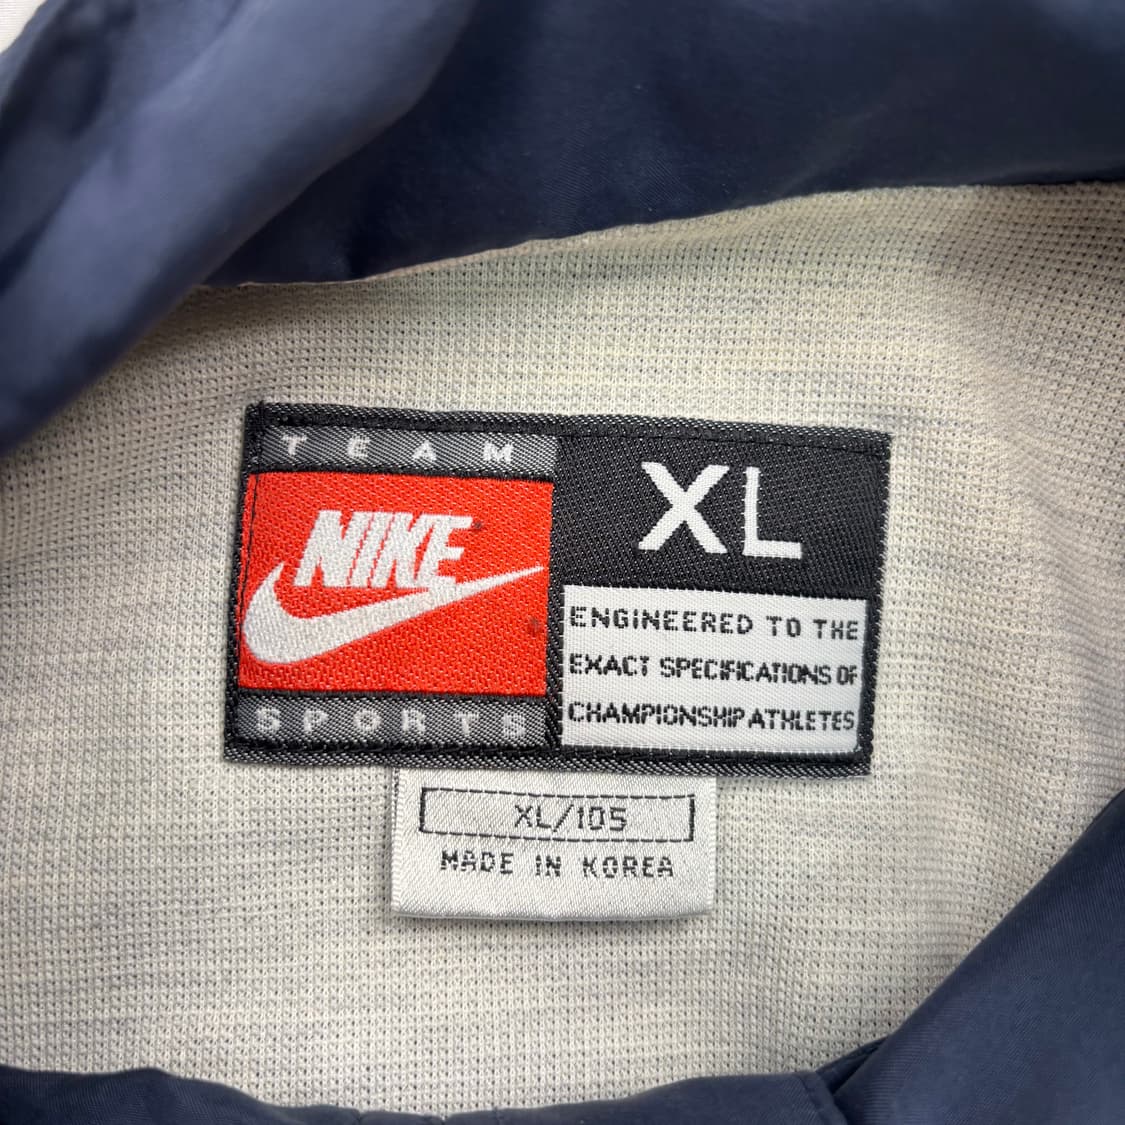 TEAM
NIKE
SPORTS
XL
ENGINEERED TO THE
EXACT SPECIFICATIONS OF
CHAMPIONSHIP ATHLETES
XL/105
MADE IN KOREA